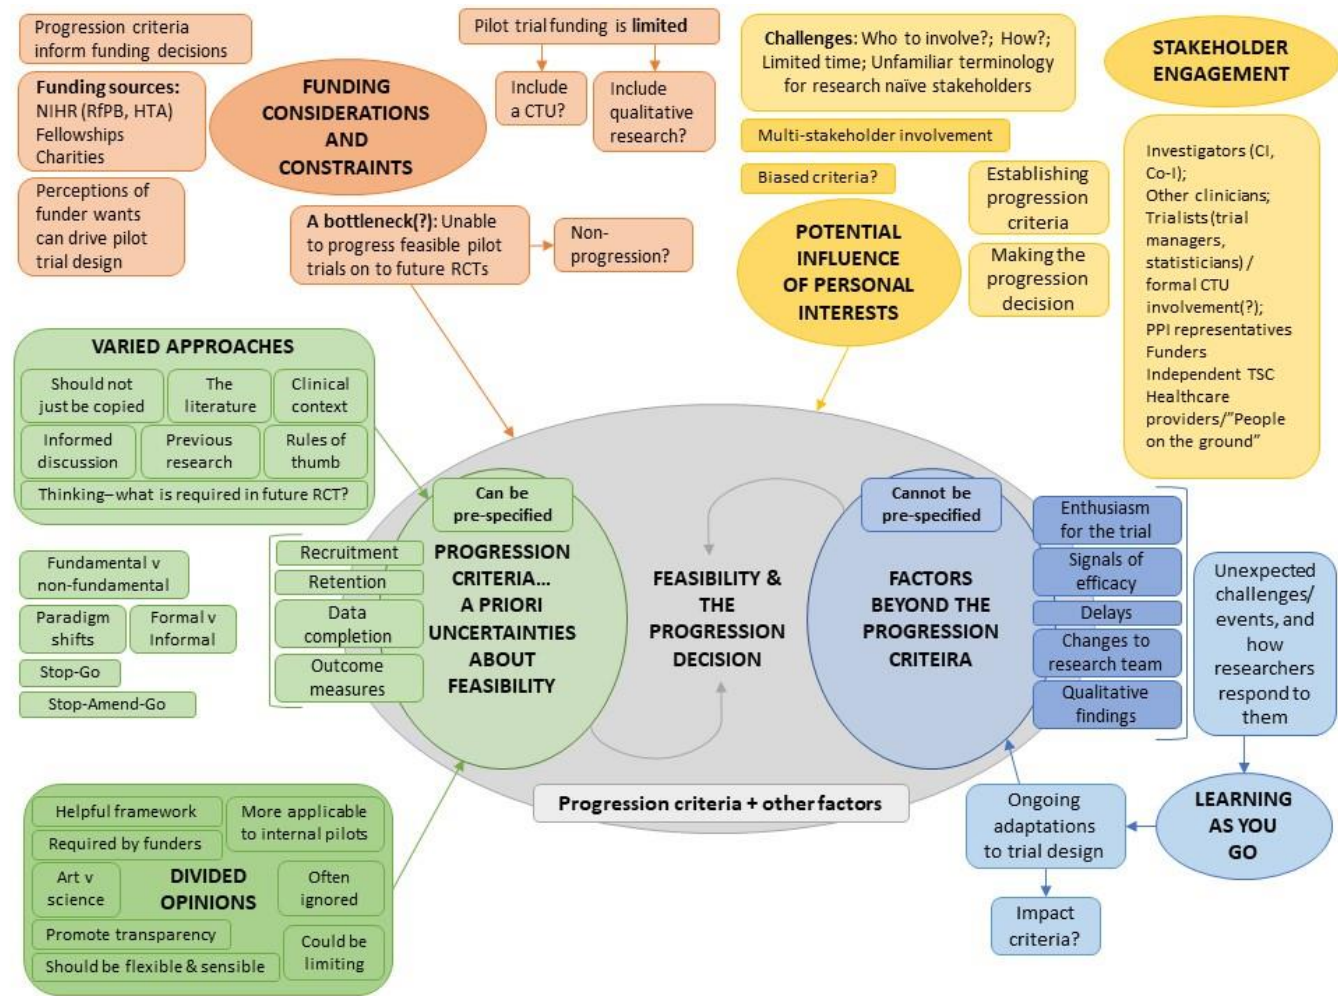 Progression criteria
inform funding decisions
Funding sources:
NIHR (RfPB, HTA)
Fellowships
Charities
Perceptions of
funder wants
can drive pilot
trial design
FUNDING
CONSIDERATIONS
AND
CONSTRAINTS
Pilot trial funding is limited
Include
a CTU?
Include
qualitative
research?
A bottleneck(?): Unable
to progress feasible pilot
trials on to future RCTs
Non-
progression?
Challenges: Who to involve?; How?;
Limited time; Unfamiliar terminology
for research naïve stakeholders
Multi-stakeholder involvement
Biased criteria?
POTENTIAL
INFLUENCE
OF PERSONAL
INTERESTS
Establishing
progression
criteria
Making the
progression
decision
STAKEHOLDER
ENGAGEMENT
Investigators (CI,
Co-I);
Other clinicians;
Trialists (trial
managers,
statisticians) /
formal CTU
involvement(?);
PPI representatives
Funders
Independent TSC
Healthcare
providers/”People
on the ground”
VARIED APPROACHES
Should not
just be copied
The
literature
Clinical
context
Informed
discussion
Previous
research
Rules of
thumb
Thinking–what is required in future RCT?
Fundamental v
non-fundamental
Paradigm
shifts
Formal v
Informal
Stop-Go
Stop-Amend-Go
Recruitment
Retention
Data
completion
Outcome
measures
Can be
pre-specified
PROGRESSION
CRITERIA...
A PRIORI
UNCERTAINTIES
ABOUT
FEASIBILITY
FEASIBILITY &
THE
PROGRESSION
DECISION
Cannot be
pre-specified
FACTORS
BEYOND THE
PROGRESSION
CRITEIRA
Enthusiasm
for the trial
Signals of
efficacy
Delays
Changes to
research team
Qualitative
findings
Unexpected
challenges/
events, and
how
researchers
respond to
them
Progression criteria + other factors
Ongoing
adaptations
to trial design
LEARNING
AS YOU
GO
Impact
criteria?
Helpful framework
More applicable
to internal pilots
Required by funders
Art v
science
DIVIDED
OPINIONS
Often
ignored
Promote transparency
Could be
limiting
Should be flexible & sensible